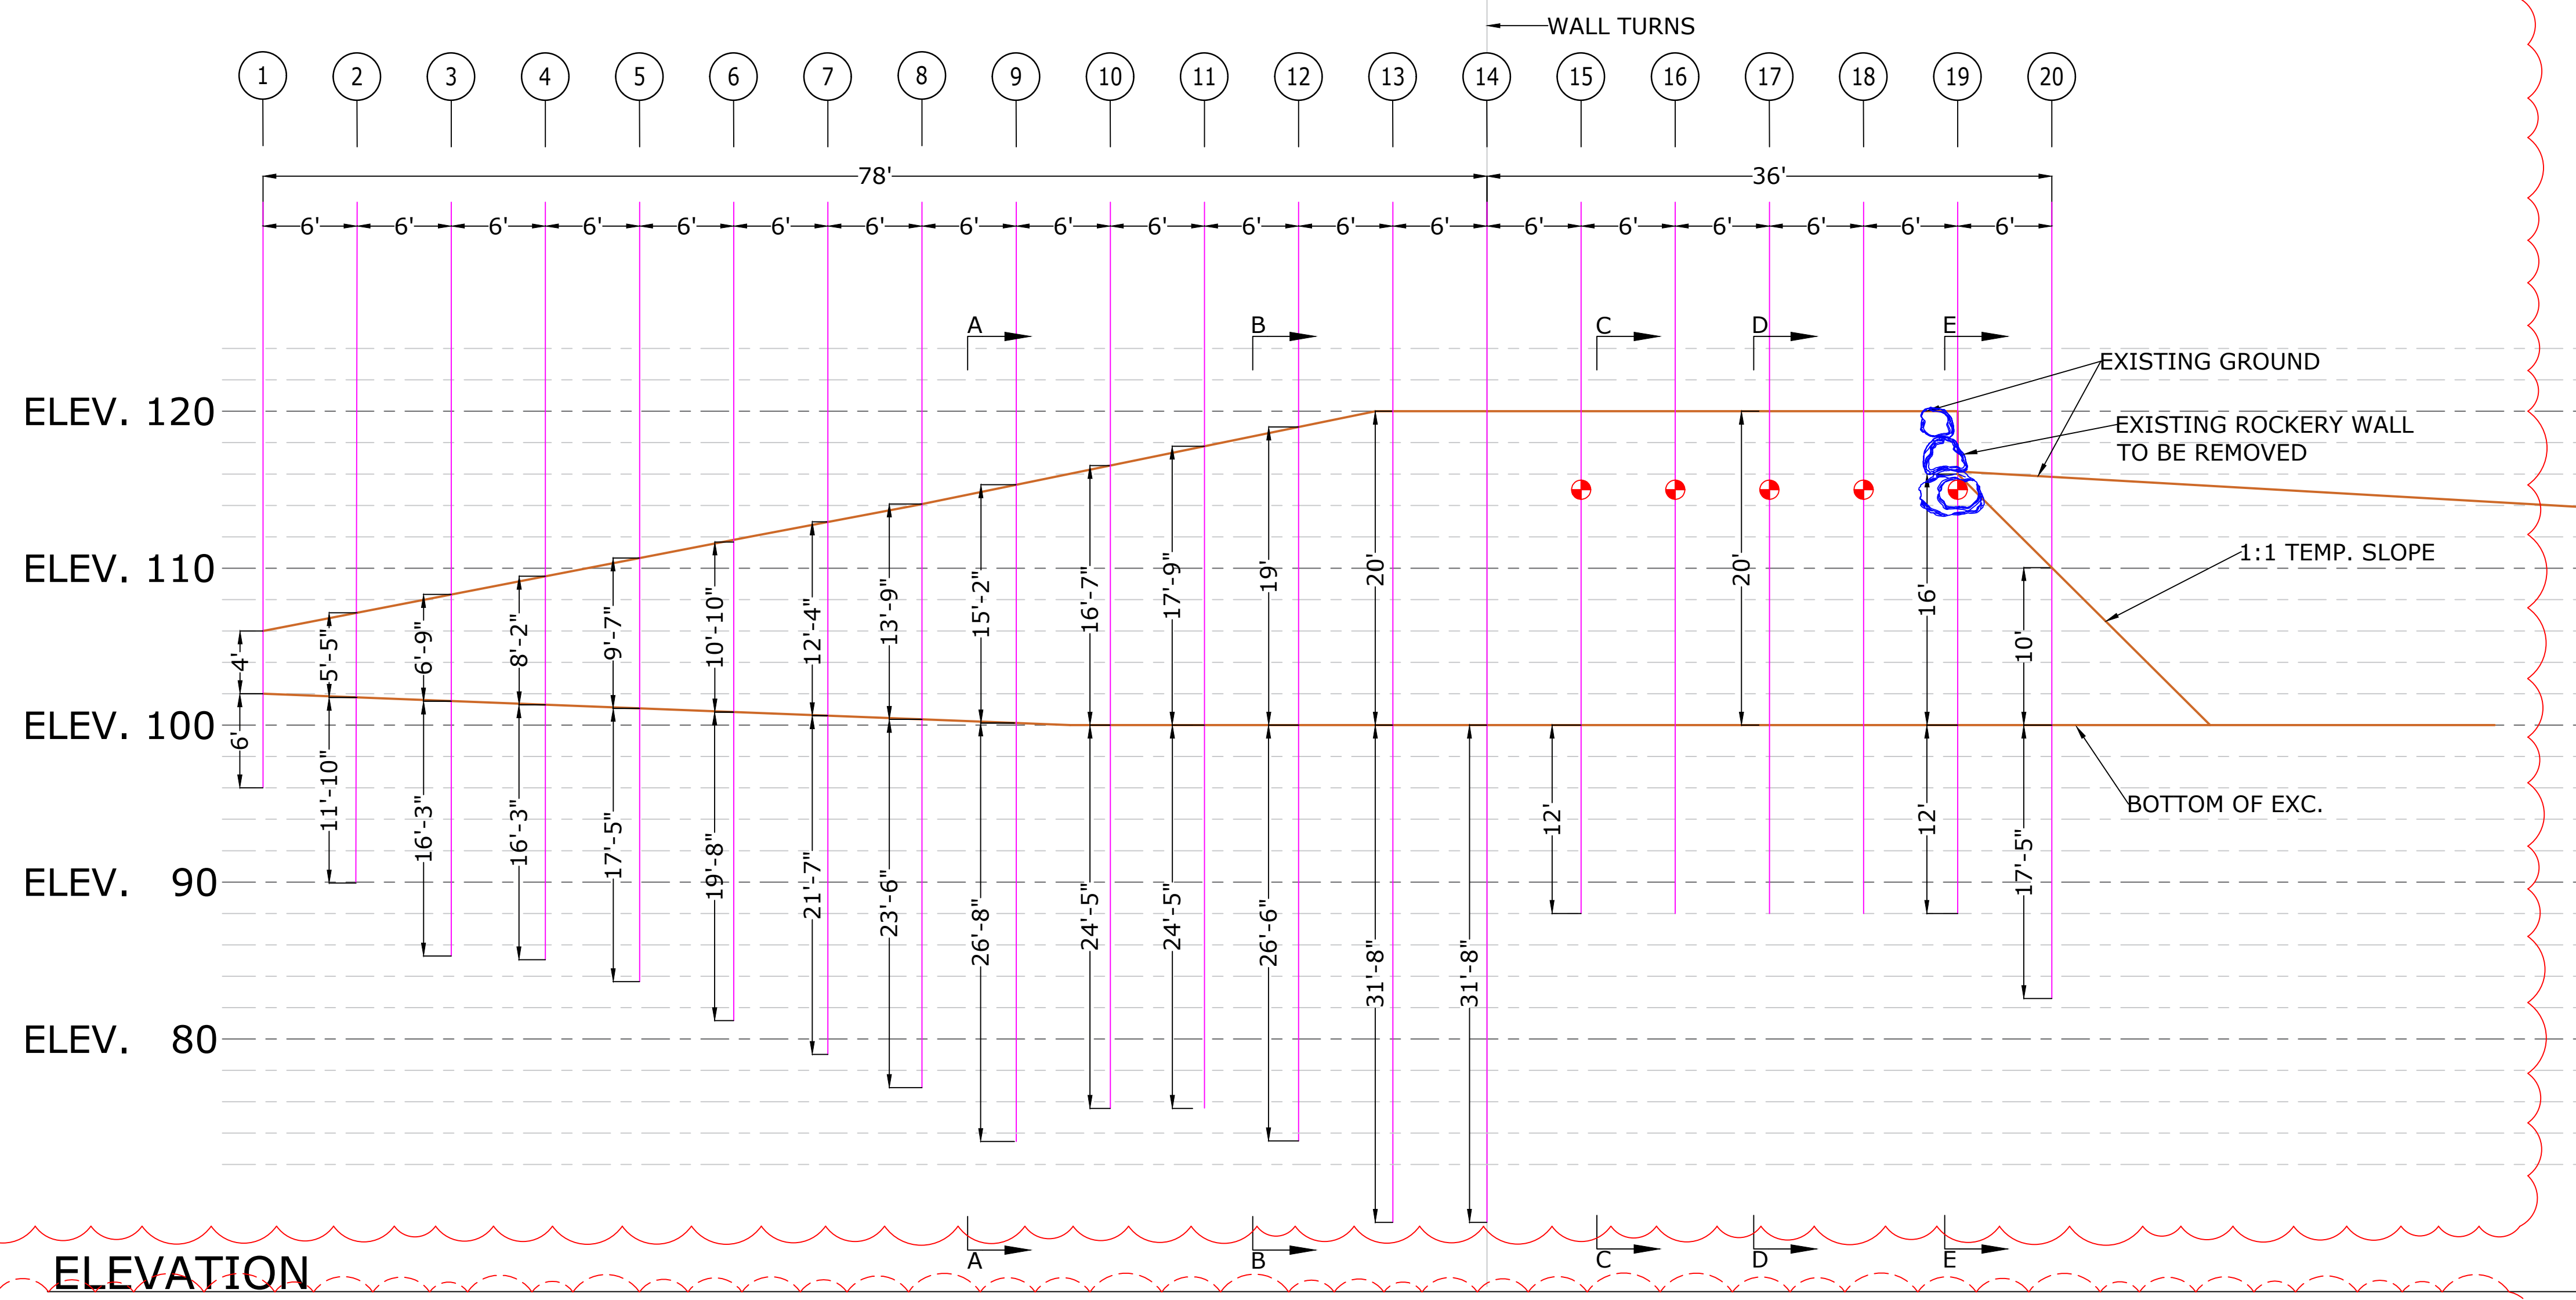 WALL TURNS
1 2 3 4 5 6 7 8 9 10 11 12 13 14 15 16 17 18 19 20
78' 36'
6' 6' 6' 6' 6' 6' 6' 6' 6' 6' 6' 6' 6' 6' 6' 6' 6' 6' 6'
A B C D E
EXISTING GROUND
ELEV. 120
EXISTING ROCKERY WALL
TO BE REMOVED
1:1 TEMP. SLOPE
ELEV. 110
4' 5'-5" 6'-9" 8'-2" 9'-7" 10'-10" 12'-4" 13'-9" 15'-2" 16'-7" 17'-9" 19' 20' 20' 16' 10'
ELEV. 100
BOTTOM OF EXC.
6' 11'-10" 16'-3" 16'-3" 17'-5" 19'-8" 21'-7" 23'-6" 26'-8" 24'-5" 24'-5" 26'-6" 31'-8" 31'-8" 12' 12' 17'-5"
ELEV. 90
ELEV. 80
A B C D E
ELEVATION